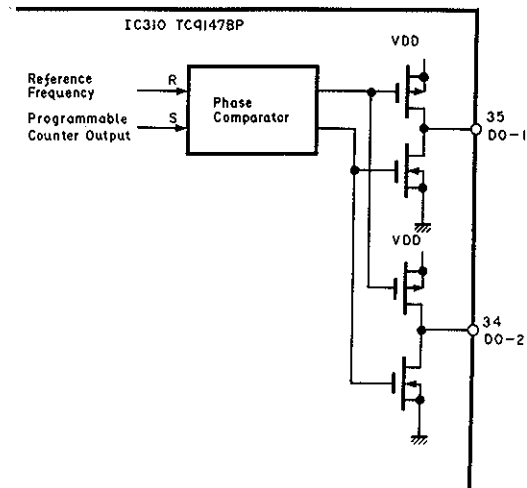 IC310 TC9147BP
VDD
Reference
Frequency
R
Programmable
Counter Output
S
Phase
Comparator
35
DO-1
VDD
34
DO-2